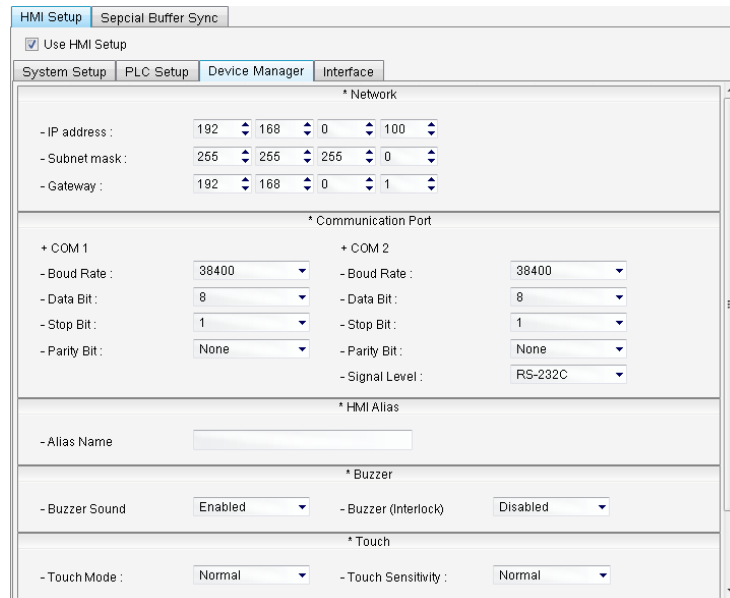 HMI Setup Sepcial Buffer Sync
Use HMI Setup
System Setup PLC Setup Device Manager Interface
* Network
- IP address : 192 168 0 100
- Subnet mask : 255 255 255 0
- Gateway : 192 168 0 1
* Communication Port
+ COM 1 + COM 2
- Boud Rate : 38400 - Boud Rate : 38400
- Data Bit : 8 - Data Bit : 8
- Stop Bit : 1 - Stop Bit : 1
- Parity Bit : None - Parity Bit : None
- Signal Level : RS-232C
* HMI Alias
- Alias Name
* Buzzer
- Buzzer Sound Enabled - Buzzer (Interlock) Disabled
* Touch
- Touch Mode : Normal - Touch Sensitivity : Normal